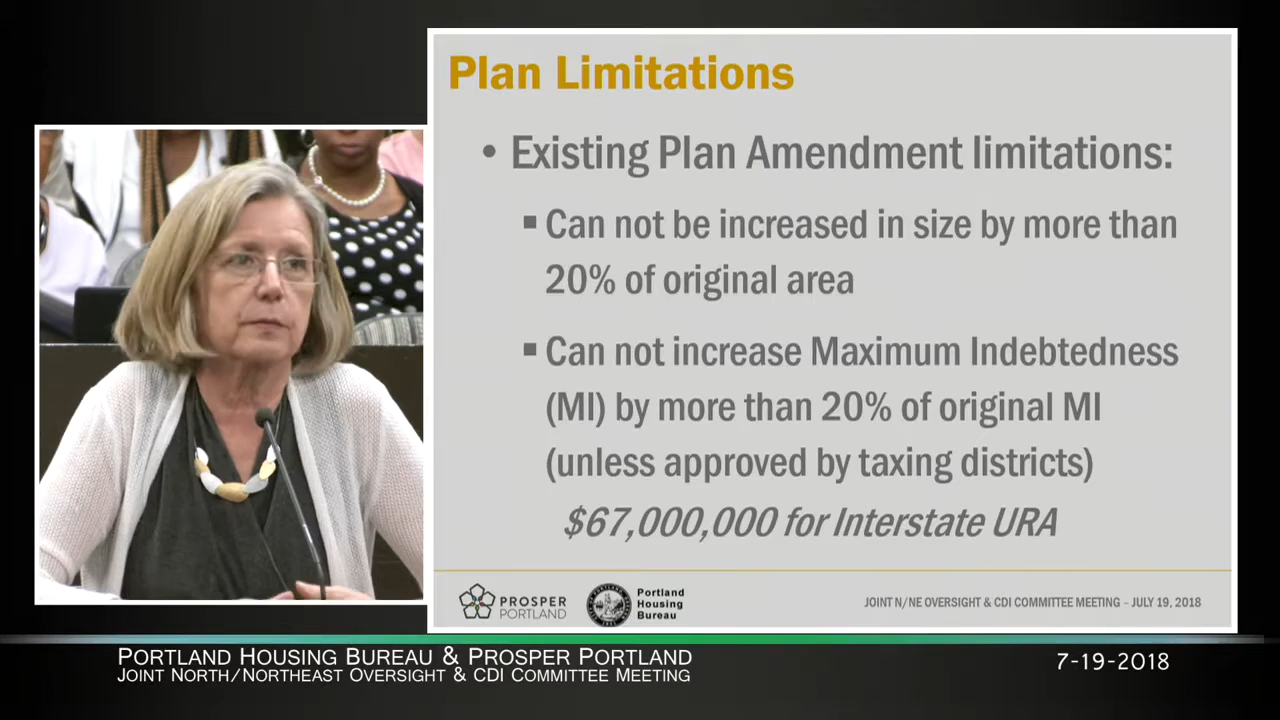 Plan Limitations
• Existing Plan Amendment limitations:
▪ Can not be increased in size by more than
20% of original area
▪ Can not increase Maximum Indebtedness
(MI) by more than 20% of original MI
(unless approved by taxing districts)
$67,000,000 for Interstate URA
PROSPER
PORTLAND
Portland
Housing
Bureau
JOINT N/NE OVERSIGHT & CDI COMMITTEE MEETING – JULY 19, 2018
PORTLAND HOUSING BUREAU & PROSPER PORTLAND
JOINT NORTH/NORTHEAST OVERSIGHT & CDI COMMITTEE MEETING
7-19-2018